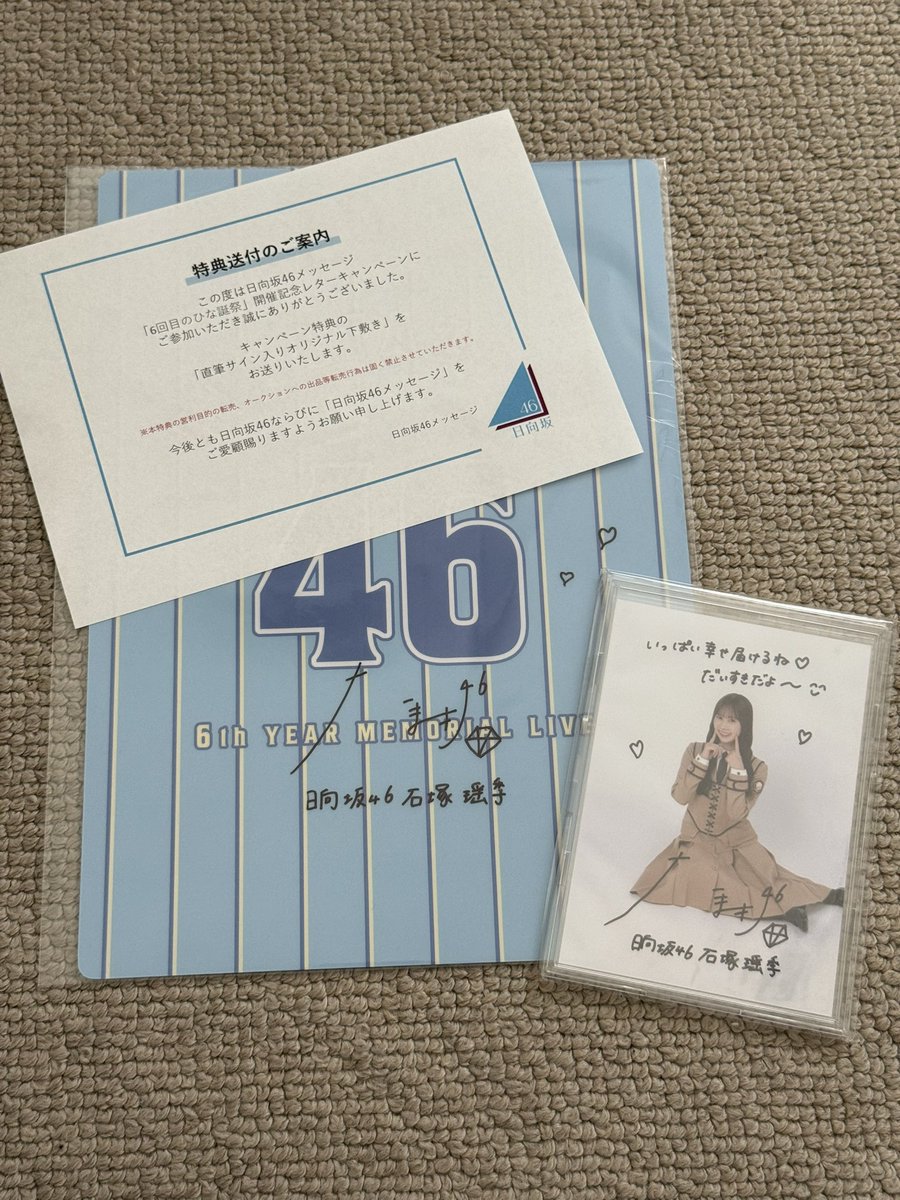 特典送付のご案内
この度は日向坂46メッセージ
「6回目のひな誕祭」開催記念レターキャンペーンに
ご参加いただき誠にありがとうございました。
キャンペーン特典の
「直筆サイン入りオリジナル下敷き」を
お送りいたします。
※本特典の営利目的の転売、オークションへの出品等転売行為は固く禁止させていただきます。
今後とも日向坂46ならびに「日向坂46メッセージ」を
ご愛顧賜りますようお願い申し上げます。
日向坂46メッセージ
46
日向坂
46
46
6th YEAR MEMORIAL LIVE
日向坂46 石塚瑶季
いっぱい幸せ届けるね♡
だいすきだよ〜
46
日向坂46 石塚瑶季